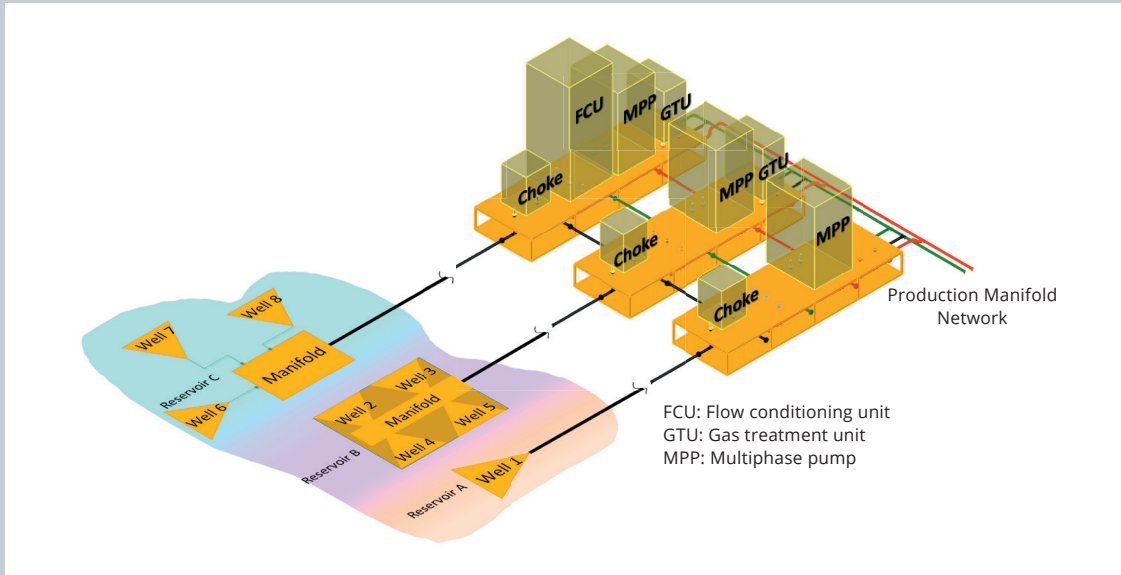 FCU
MPP
GTU
Choke
MPP
GTU
Choke
MPP
Choke
Production Manifold
Network
Well 8
Well 7
Manifold
Reservoir C
Well 6
Well 3
Well 2
Manifold
Well 5
Well 4
Reservoir B
Well 1
Reservoir A
FCU: Flow conditioning unit
GTU: Gas treatment unit
MPP: Multiphase pump